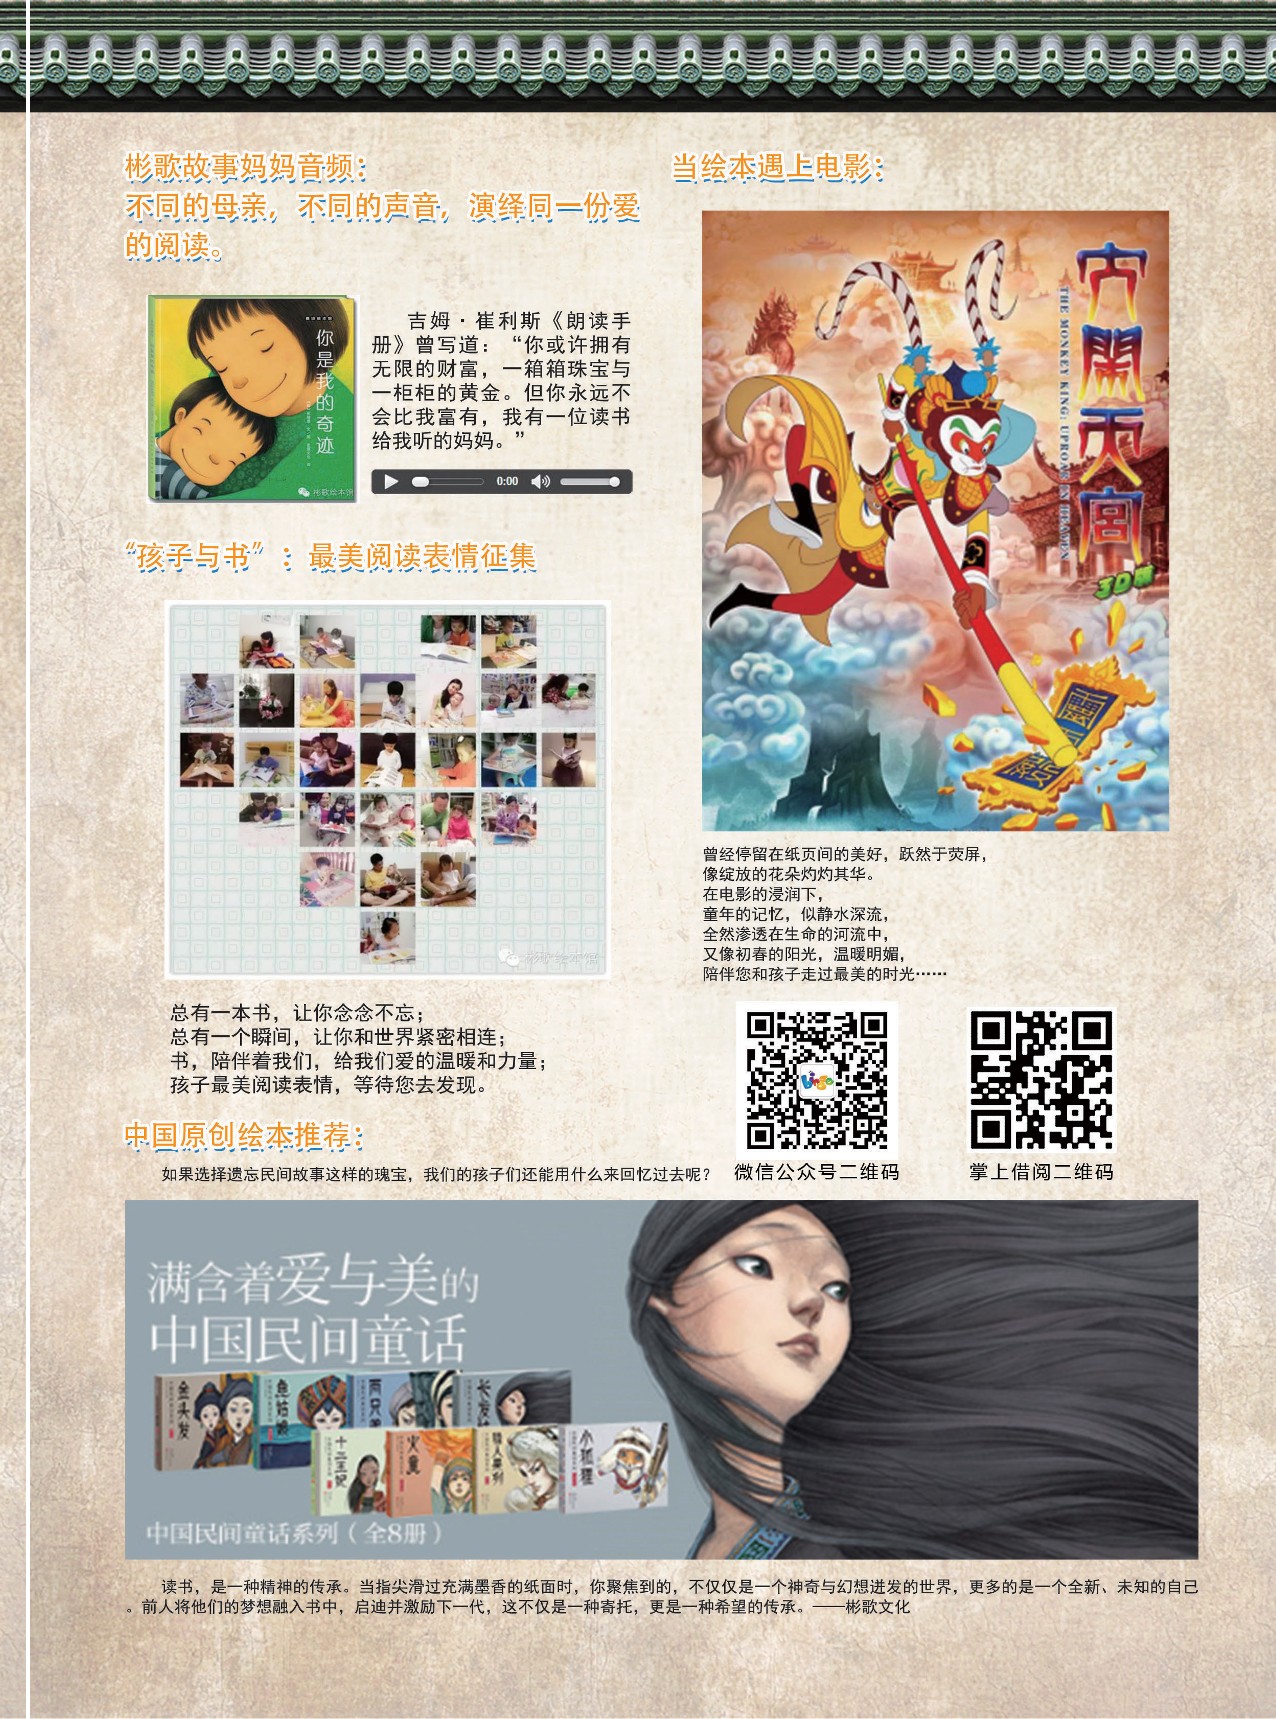 彬歌故事妈妈音频：
不同的母亲，不同的声音，演绎同一份爱
的阅读。
你是我的奇迹
彬歌绘本馆
吉姆·崔利斯《朗读手
册》曾写道：“你或许拥有
无限的财富，一箱箱珠宝与
一柜柜的黄金。但你永远不
会比我富有，我有一位读书
给我听的妈妈。”
0:00
“孩子与书”：最美阅读表情征集
彬歌绘本馆
总有一本书，让你念念不忘；
总有一个瞬间，让你和世界紧密相连；
书，陪伴着我们，给我们爱的温暖和力量；
孩子最美阅读表情，等待您去发现。
当绘本遇上电影：
大闹天宫
THE MONKEY KING: UPROAR IN HEAVEN
3D版
曾经停留在纸页间的美好，跃然于荧屏，
像绽放的花朵灼灼其华。
在电影的浸润下，
童年的记忆，似静水深流，
全然渗透在生命的河流中，
又像初春的阳光，温暖明媚，
陪伴您和孩子走过最美的时光……
微信公众号二维码
掌上借阅二维码
中国原创绘本推荐：
如果选择遗忘民间故事这样的瑰宝，我们的孩子们还能用什么来回忆过去呢？
满含着爱与美的
中国民间童话
金头发
鱼姑娘
两兄弟
长发妹
十二王妃
火童
猎人海力
小狐狸
中国民间童话系列（全8册）
读书，是一种精神的传承。当指尖滑过充满墨香的纸面时，你聚焦到的，不仅仅是一个神奇与幻想迸发的世界，更多的是一个全新、未知的自己
。前人将他们的梦想融入书中，启迪并激励下一代，这不仅是一种寄托，更是一种希望的传承。——彬歌文化